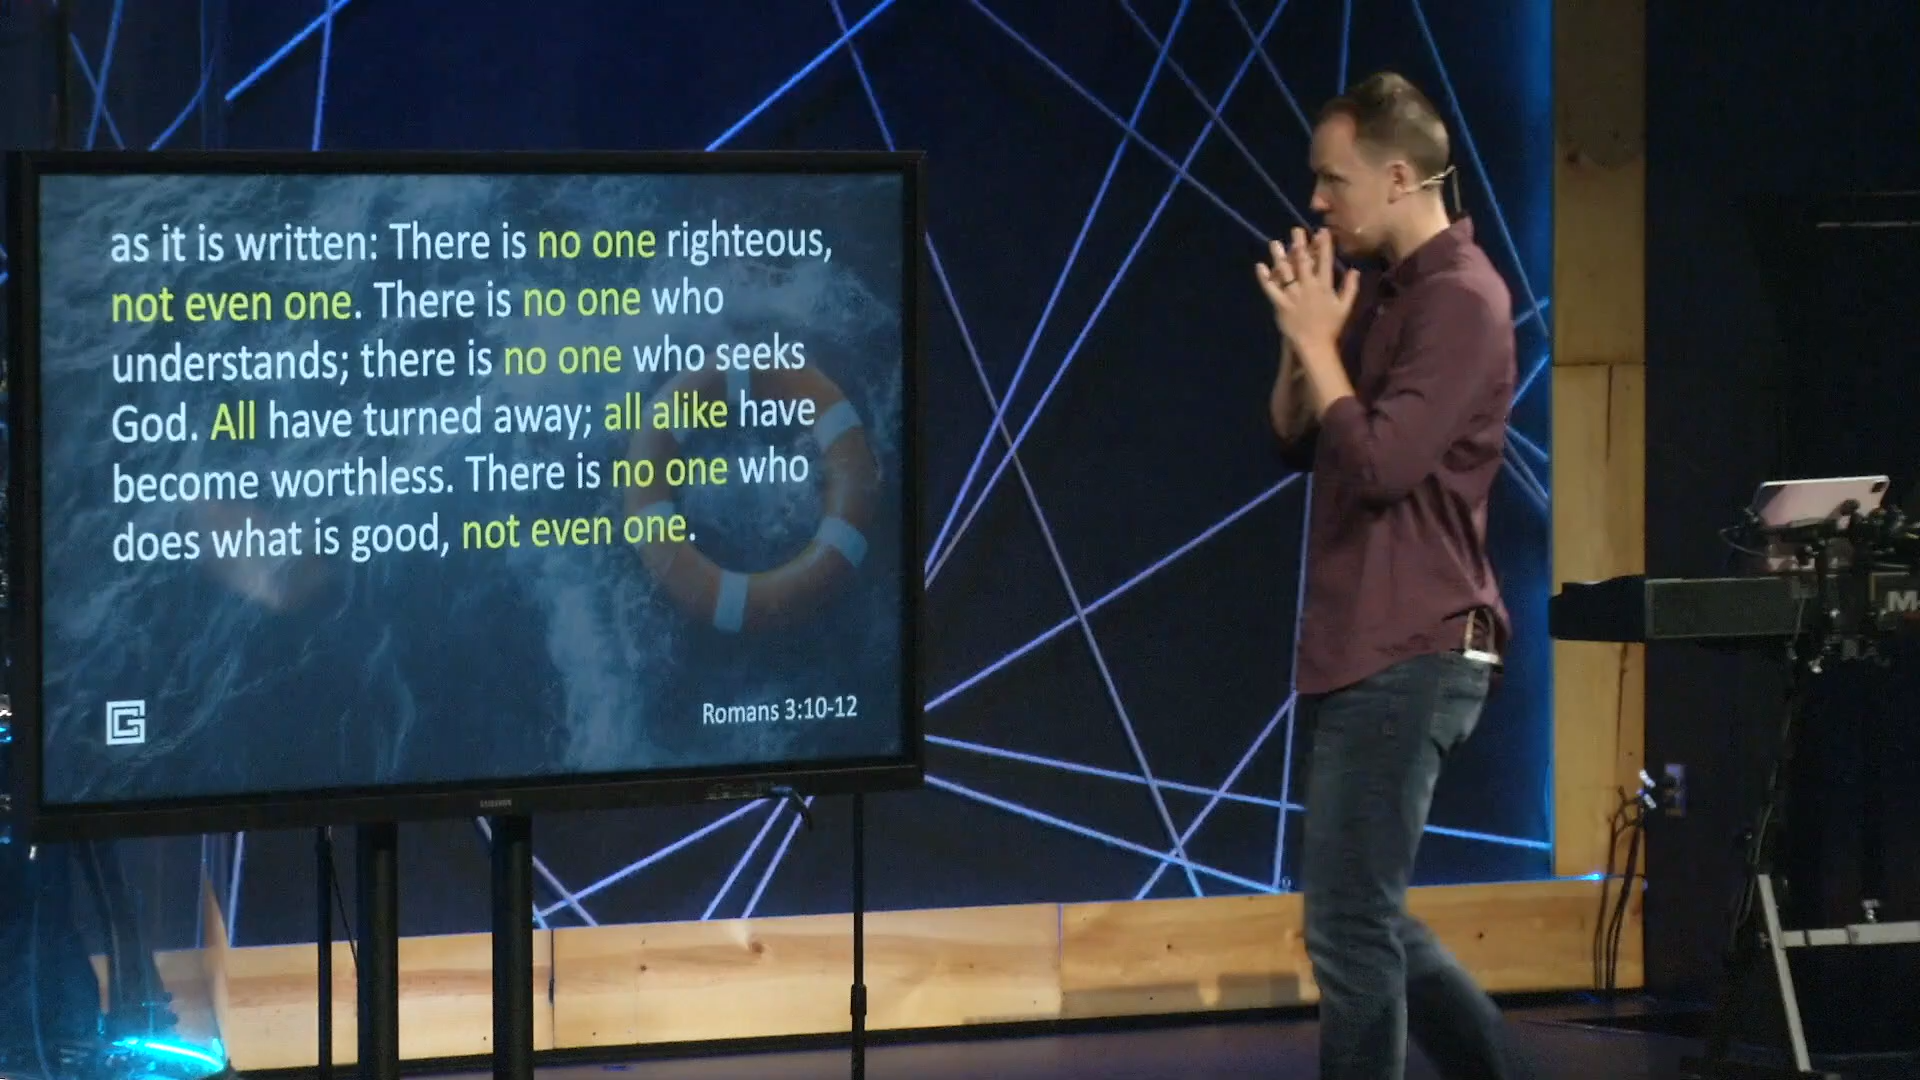 as it is written: There is no one righteous,
not even one. There is no one who
understands; there is no one who seeks
God. All have turned away; all alike have
become worthless. There is no one who
does what is good, not even one.
Romans 3:10-12
SAMSUNG